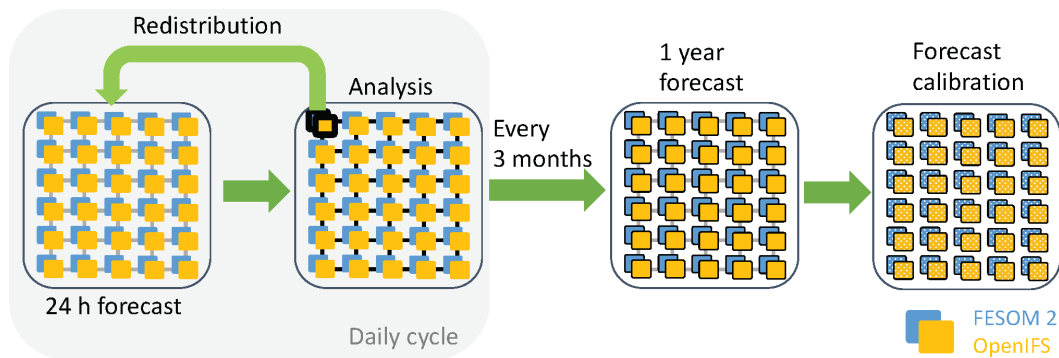 Redistribution
Analysis
24 h forecast
Daily cycle
Every
3 months
1 year
forecast
Forecast
calibration
FESOM 2
OpenIFS